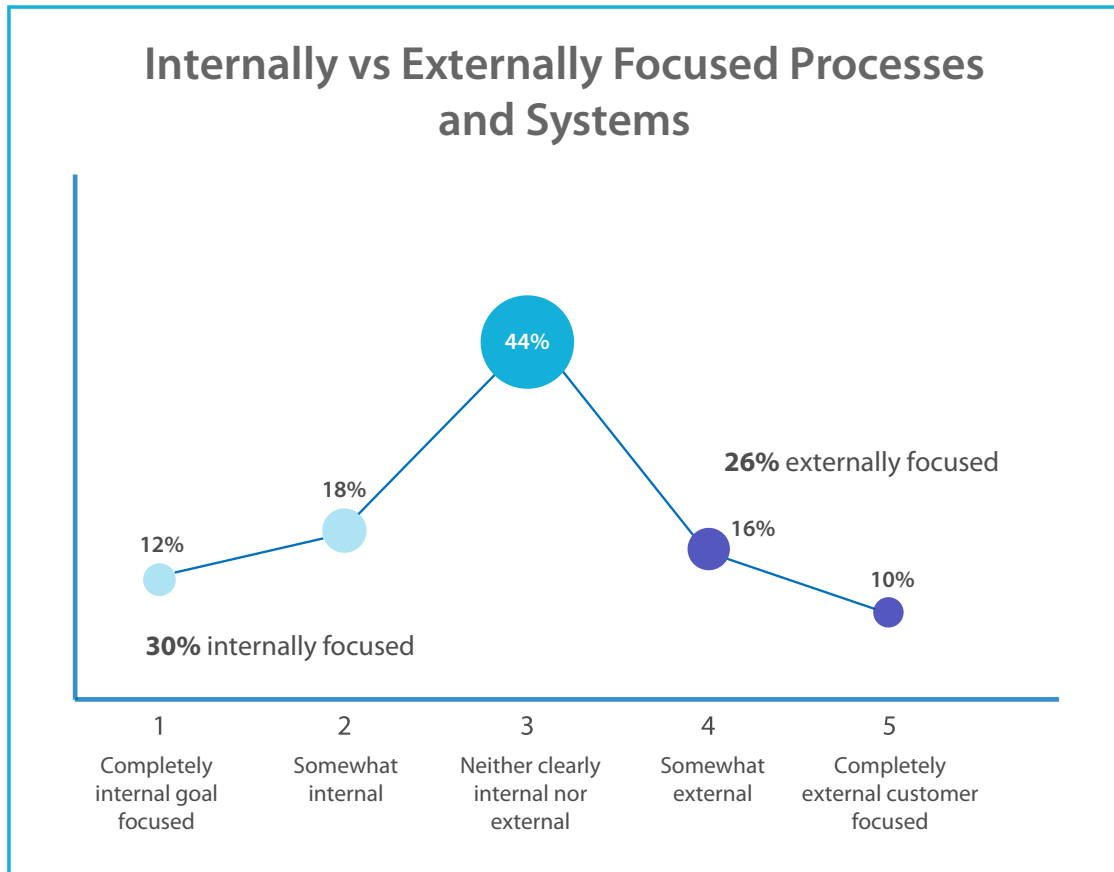 Internally vs Externally Focused Processes
and Systems
44%
26% externally focused
18%
16%
12%
10%
30% internally focused
1
2
3
4
5
Completely
internal goal
focused
Somewhat
internal
Neither clearly
internal nor
external
Somewhat
external
Completely
external customer
focused